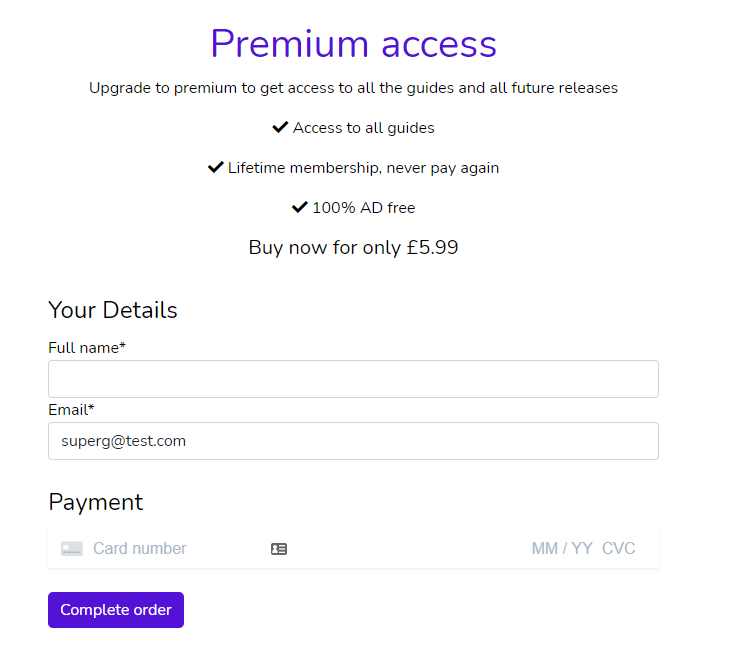 Premium access
Upgrade to premium to get access to all the guides and all future releases
Access to all guides
Lifetime membership, never pay again
100% AD free
Buy now for only £5.99
Your Details
Full name*
Email*
superg@test.com
Payment
Card number MM / YY CVC
Complete order